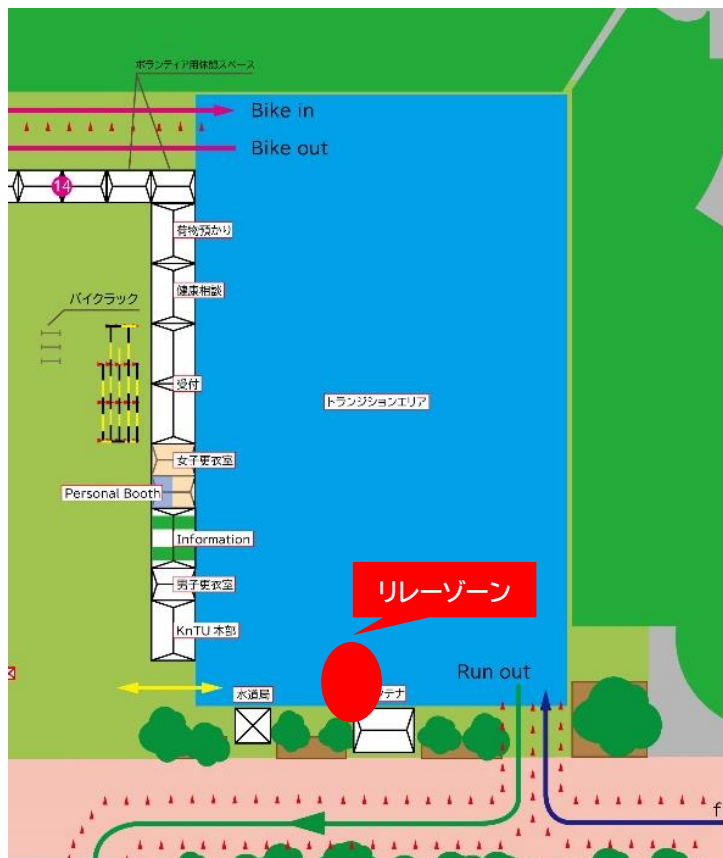 ボランティア用休憩スペース
Bike in
Bike out
14
荷物預かり
健康相談
バイクラック
受付
トランジションエリア
女子更衣室
Personal Booth
Information
リレーゾーン
男子更衣室
KnTU 本部
Run out
水道局
テナ
f